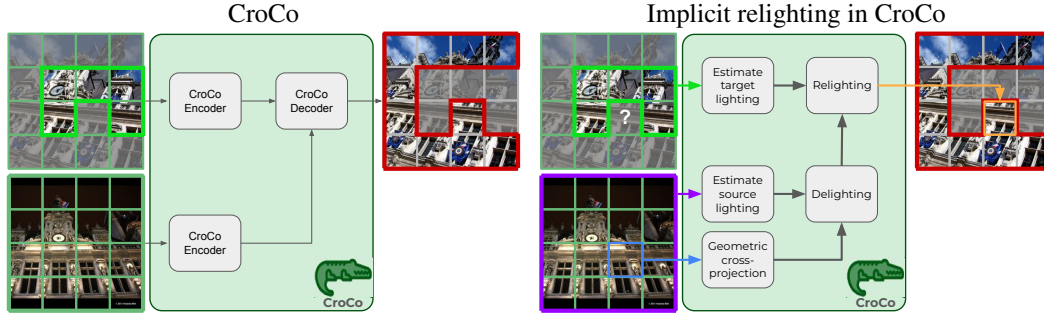 CroCo
CroCo
Encoder
CroCo
Decoder
CroCo
Encoder
CroCo
Implicit relighting in CroCo
?
Estimate
target
lighting
Relighting
Estimate
source
lighting
Delighting
Geometric
cross-
projection
CroCo